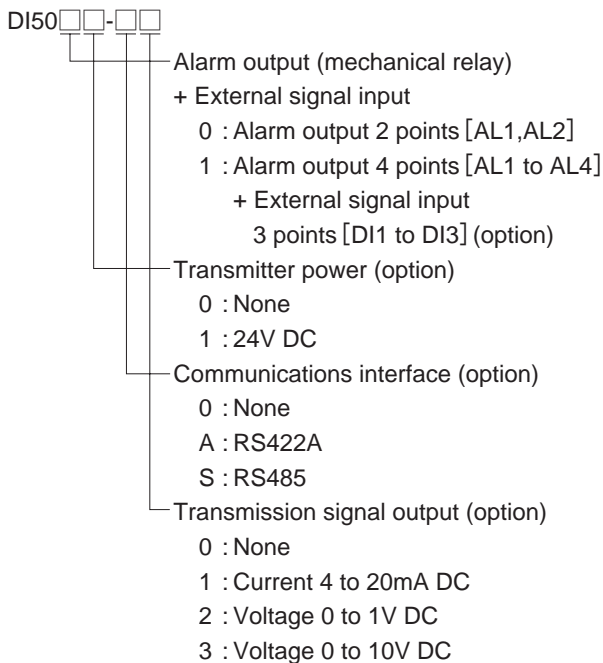 DI50□□-□□
Alarm output (mechanical relay)
+ External signal input
0 : Alarm output 2 points [AL1,AL2]
1 : Alarm output 4 points [AL1 to AL4]
+ External signal input
3 points [DI1 to DI3] (option)
Transmitter power (option)
0 : None
1 : 24V DC
Communications interface (option)
0 : None
A : RS422A
S : RS485
Transmission signal output (option)
0 : None
1 : Current 4 to 20mA DC
2 : Voltage 0 to 1V DC
3 : Voltage 0 to 10V DC